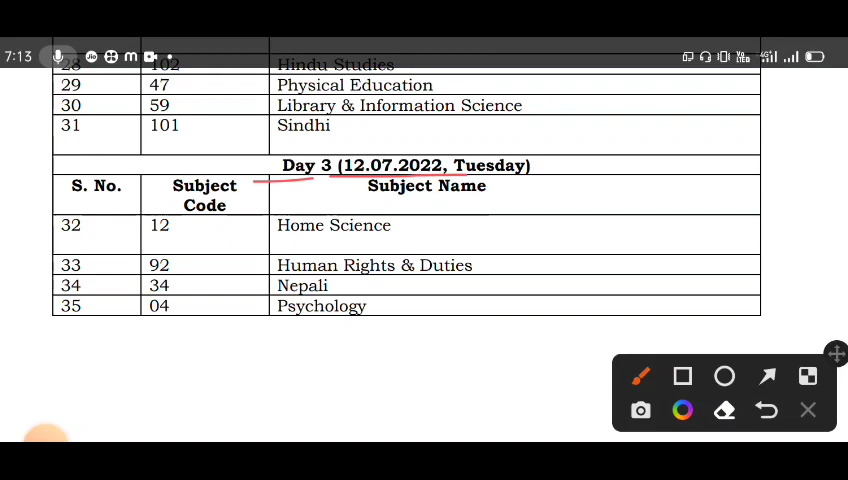 7:13
28 102 Hindu Studies
29 47 Physical Education
30 59 Library & Information Science
31 101 Sindhi
Day 3 (12.07.2022, Tuesday)
S. No. Subject Code Subject Name
32 12 Home Science
33 92 Human Rights & Duties
34 34 Nepali
35 04 Psychology